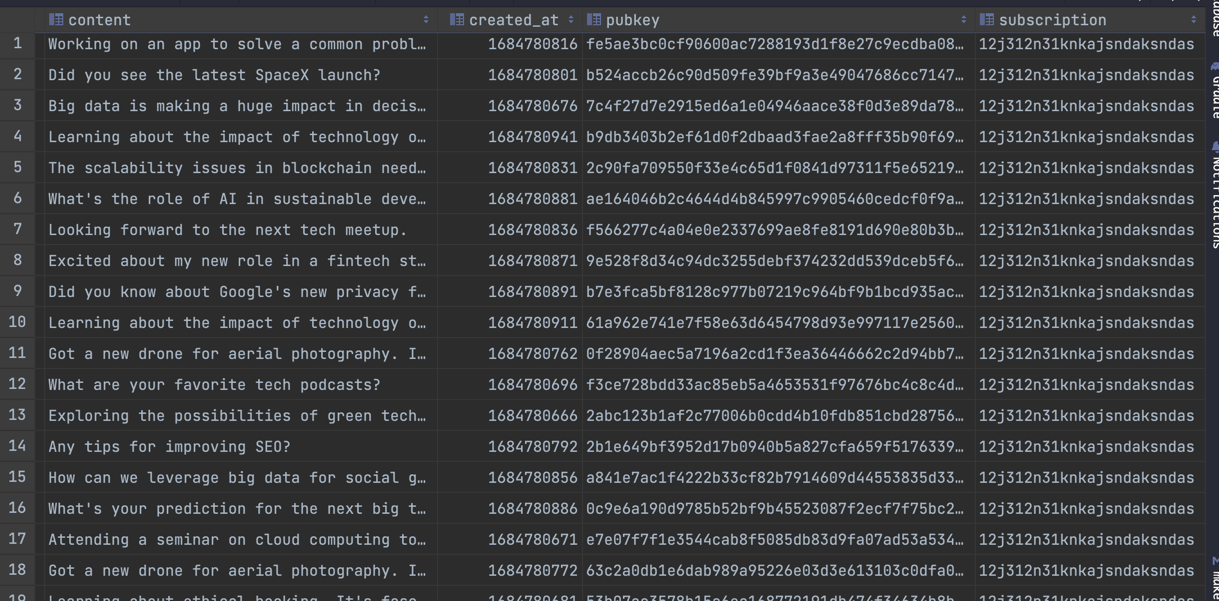 content created_at pubkey subscription
1 Working on an app to solve a common probl… 1684780816 fe5ae3bc0cf90600ac7288193d1f8e27c9ecdba08… 12j312n31knkajsndaksndas
2 Did you see the latest SpaceX launch? 1684780801 b524accb26c90d509fe39bf9a3e49047686cc7147… 12j312n31knkajsndaksndas
3 Big data is making a huge impact in decis… 1684780676 7c4f27d7e2915ed6a1e04946aace38f0d3e89da78… 12j312n31knkajsndaksndas
4 Learning about the impact of technology o… 1684780941 b9db3403b2ef61d0f2dbaad3fae2a8fff35b90f69… 12j312n31knkajsndaksndas
5 The scalability issues in blockchain need… 1684780831 2c90fa709550f33e4c65d1f0841d97311f5e65219… 12j312n31knkajsndaksndas
6 What's the role of AI in sustainable deve… 1684780881 ae164046b2c4644d4b845997c9905460cedcf0f9a… 12j312n31knkajsndaksndas
7 Looking forward to the next tech meetup. 1684780836 f566277c4a04e0e2337699ae8fe8191d690e80b3b… 12j312n31knkajsndaksndas
8 Excited about my new role in a fintech st… 1684780871 9e528f8d34c94dc3255debf374232dd539dceb5f6… 12j312n31knkajsndaksndas
9 Did you know about Google's new privacy f… 1684780891 b7e3fca5bf8128c977b07219c964bf9b1bcd935ac… 12j312n31knkajsndaksndas
10 Learning about the impact of technology o… 1684780911 61a962e741e7f58e63d6454798d93e997117e2560… 12j312n31knkajsndaksndas
11 Got a new drone for aerial photography. I… 1684780762 0f28904aec5a7196a2cd1f3ea36446662c2d94bb7… 12j312n31knkajsndaksndas
12 What are your favorite tech podcasts? 1684780696 f3ce728bdd33ac85eb5a4653531f97676bc4c8c4d… 12j312n31knkajsndaksndas
13 Exploring the possibilities of green tech… 1684780666 2abc123b1af2c77006b0cdd4b10fdb851cbd28756… 12j312n31knkajsndaksndas
14 Any tips for improving SEO? 1684780792 2b1e649bf3952d17b0940b5a827cfa659f5176339… 12j312n31knkajsndaksndas
15 How can we leverage big data for social g… 1684780856 a841e7ac1f4222b33cf82b7914609d44553835d33… 12j312n31knkajsndaksndas
16 What's your prediction for the next big t… 1684780886 0c9e6a190d9785b52bf9b45523087f2ecf7f75bc2… 12j312n31knkajsndaksndas
17 Attending a seminar on cloud computing to… 1684780671 e7e07f7f1e3544cab8f5085db83d9fa07ad53a534… 12j312n31knkajsndaksndas
18 Got a new drone for aerial photography. I… 1684780772 63c2a0db1e6dab989a95226e03d3e613103c0dfa0… 12j312n31knkajsndaksndas